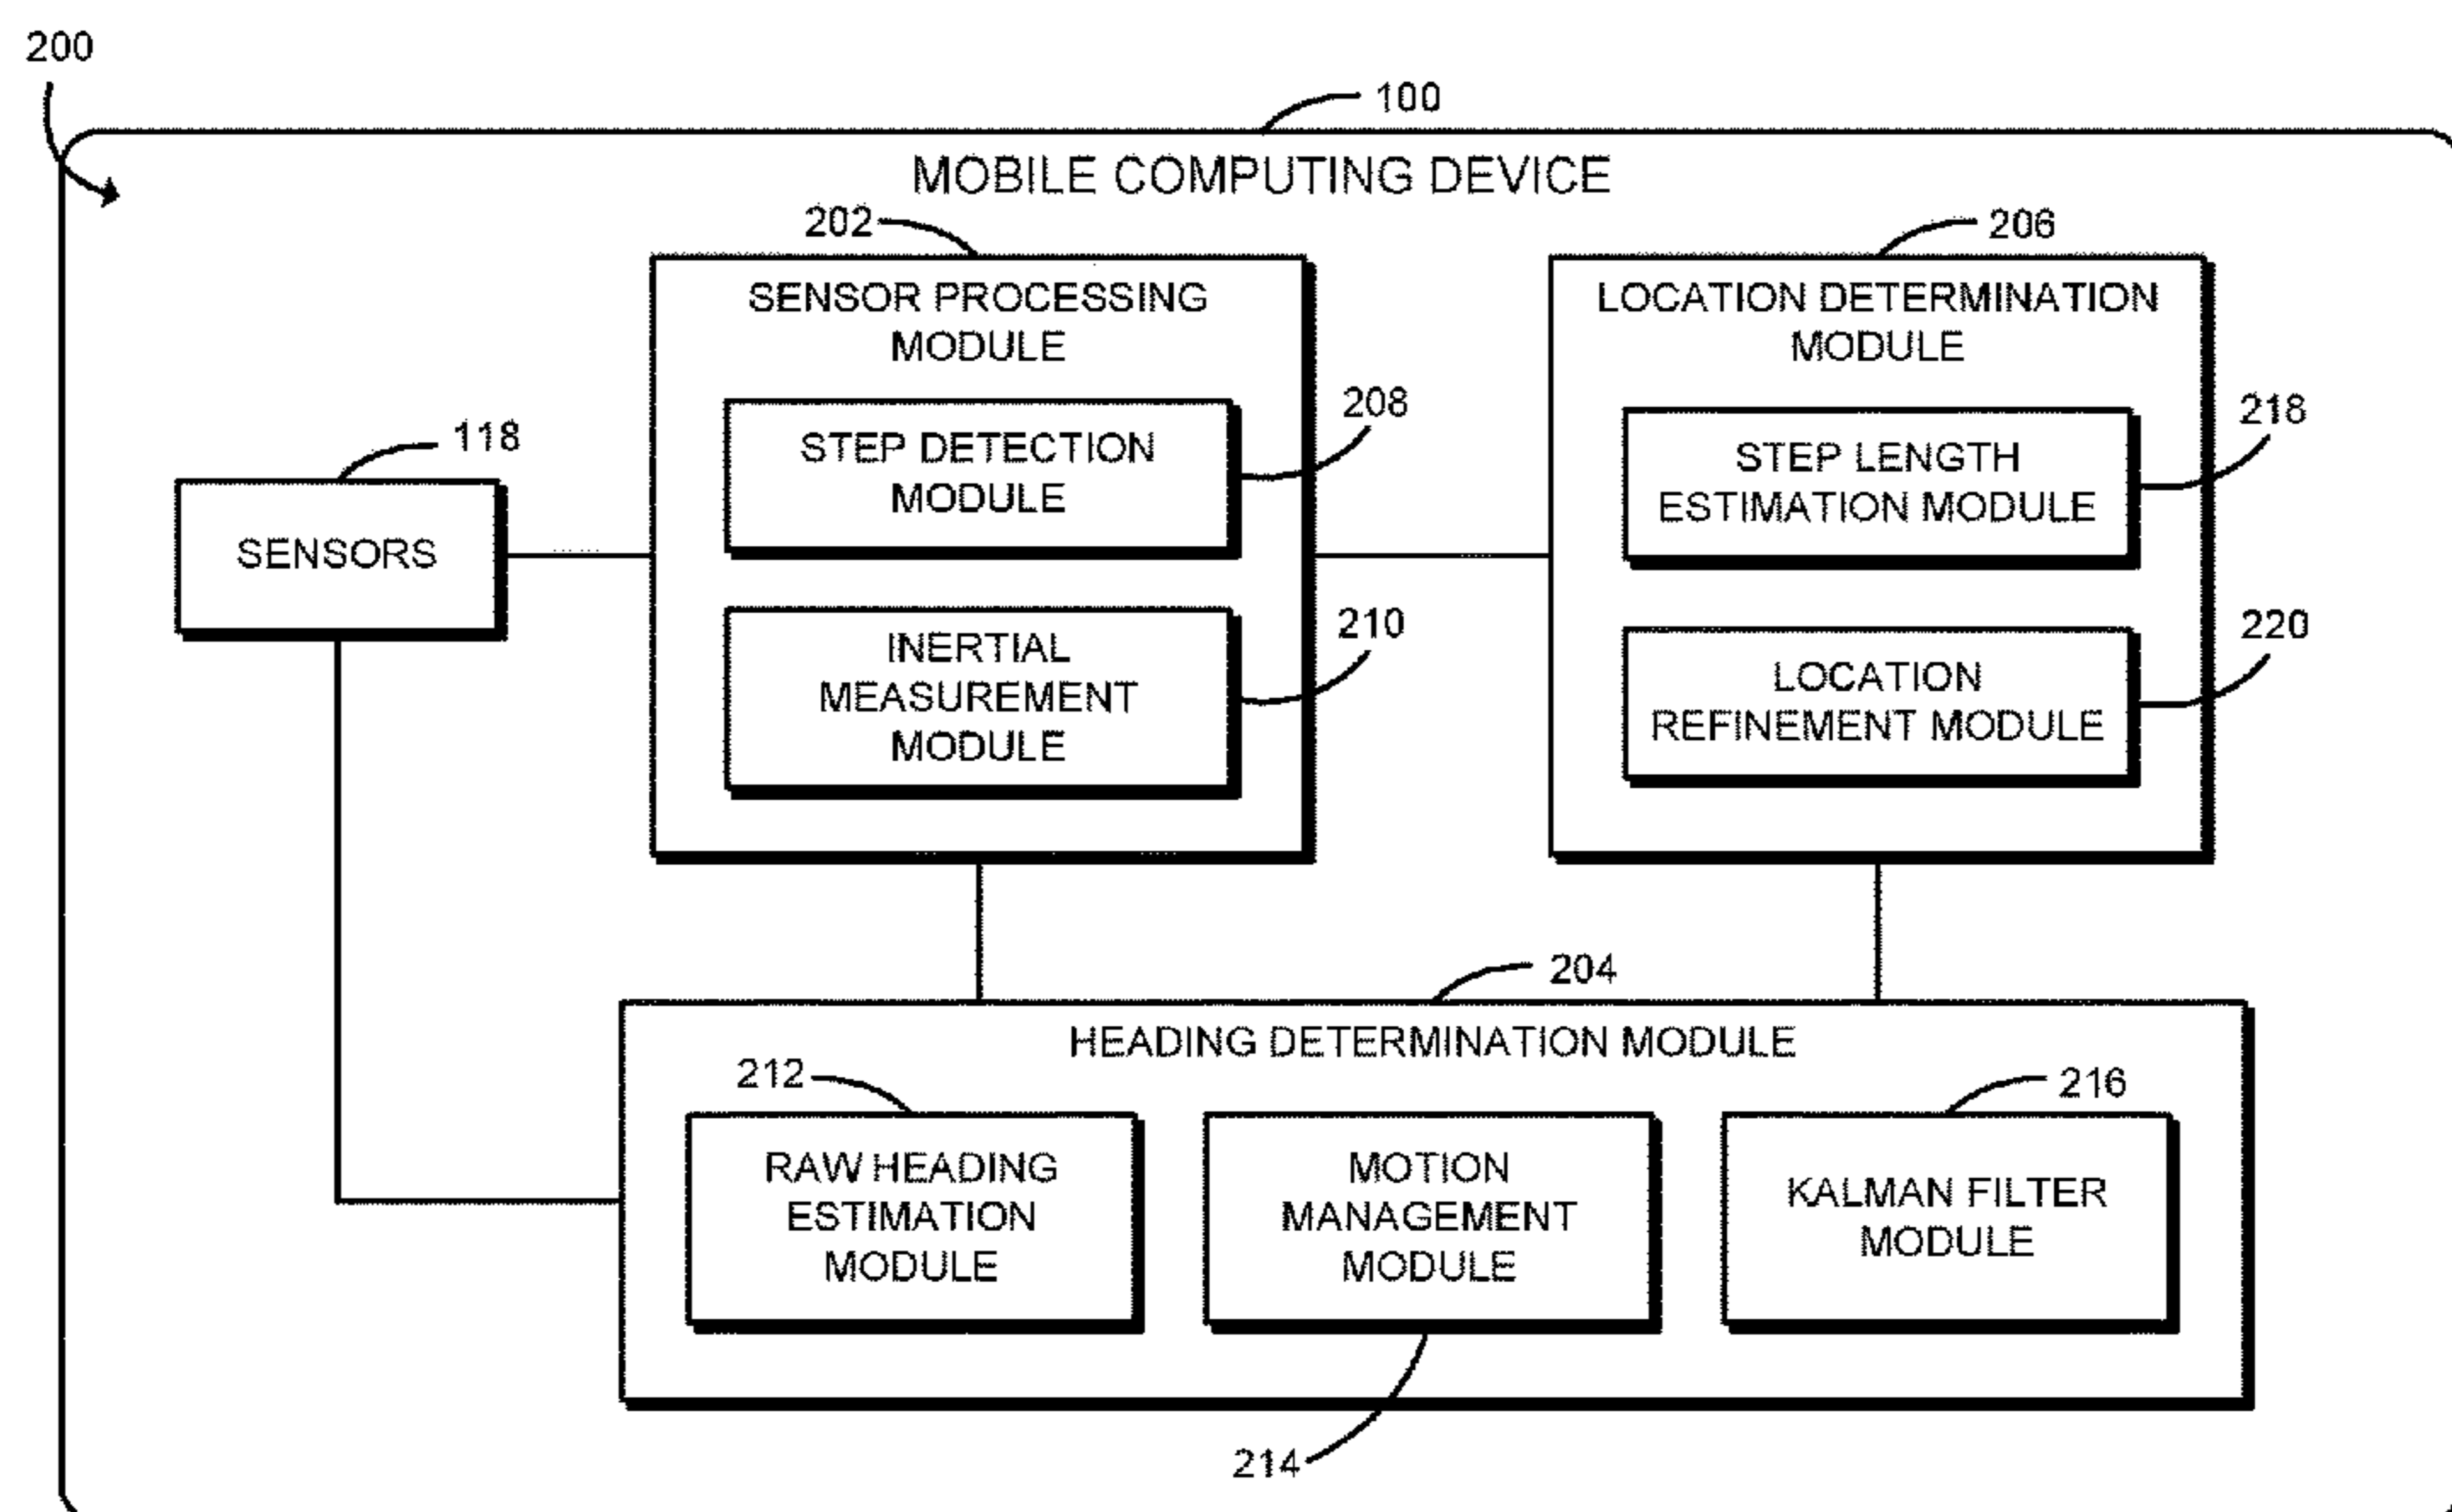 200
100
MOBILE COMPUTING DEVICE
202
206
SENSOR PROCESSING
MODULE
LOCATION DETERMINATION
MODULE
208
STEP DETECTION
MODULE
218
STEP LENGTH
ESTIMATION MODULE
118
SENSORS
210
INERTIAL
MEASUREMENT
MODULE
220
LOCATION
REFINEMENT MODULE
204
HEADING DETERMINATION MODULE
212
216
RAW HEADING
ESTIMATION
MODULE
MOTION
MANAGEMENT
MODULE
KALMAN FILTER
MODULE
214